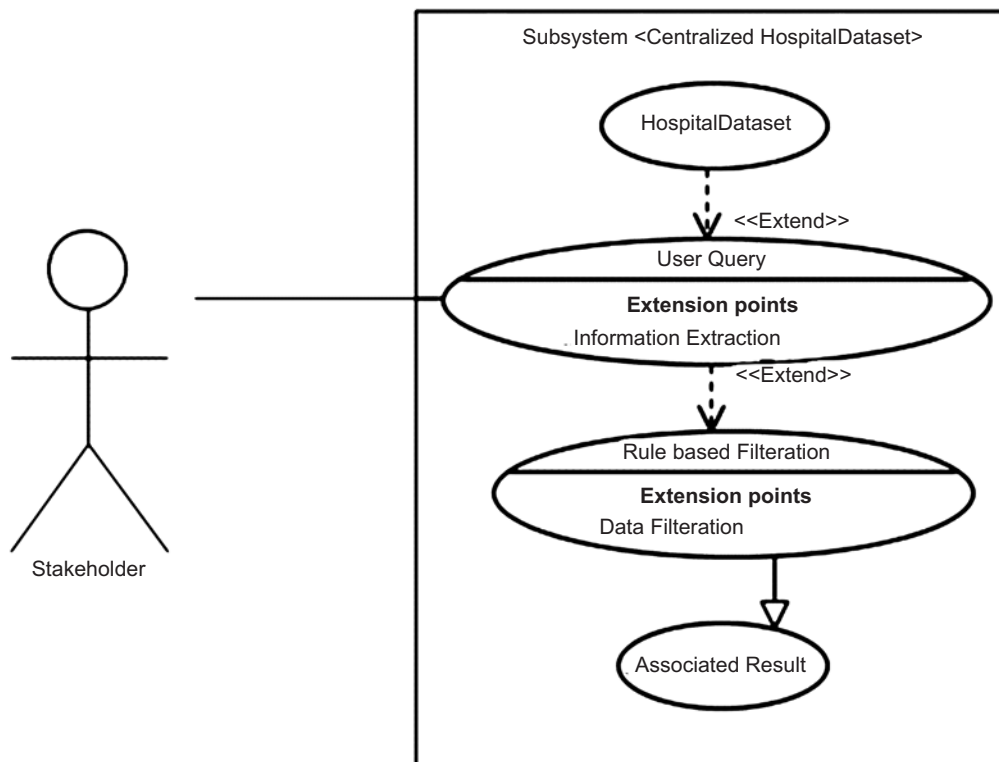 Subsystem <Centralized HospitalDataset>
HospitalDataset
<<Extend>>
User Query
Extension points
Information Extraction
<<Extend>>
Rule based Filteration
Extension points
Data Filteration
Stakeholder
Associated Result